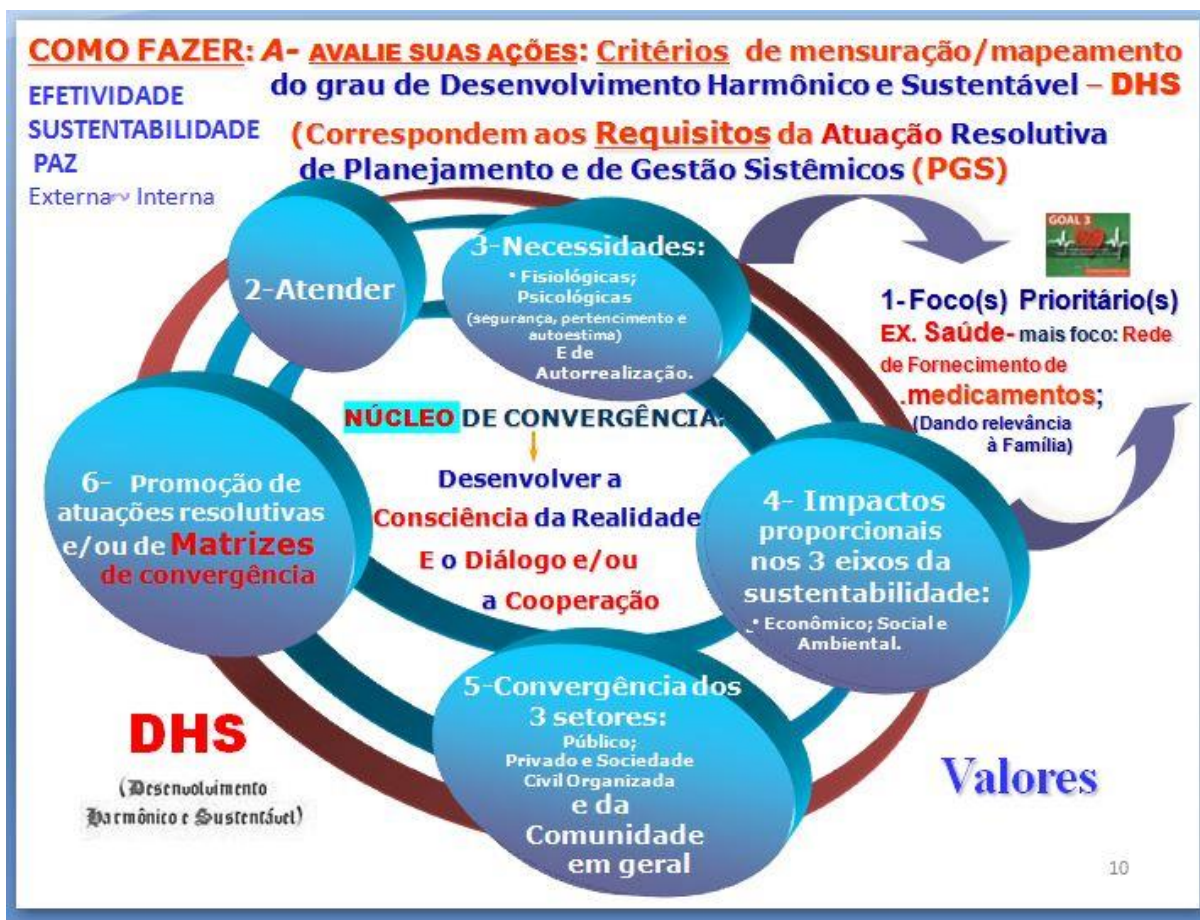 COMO FAZER: A- AVALIE SUAS AÇÕES: Critérios de mensuração/mapeamento
do grau de Desenvolvimento Harmônico e Sustentável – DHS
(Correspondem aos Requisitos da Atuação Resolutiva
de Planejamento e de Gestão Sistêmicos (PGS)
EFETIVIDADE
SUSTENTABILIDADE
PAZ
Externa~ Interna
GOAL 3
1- Foco(s) Prioritário(s)
EX. Saúde- mais foco: Rede
de Fornecimento de
.medicamentos;
(Dando relevância
à Família)
2-Atender
3-Necessidades:
• Fisiológicas;
Psicológicas
(segurança, pertencimento e
autoestima)
E de
Autorrealização.
NÚCLEO DE CONVERGÊNCIA:
Desenvolver a
Consciência da Realidade
E o Diálogo e/ou
a Cooperação
4- Impactos
proporcionais
nos 3 eixos da
sustentabilidade:
• Econômico; Social e
Ambiental.
5-Convergência dos
3 setores:
Público;
Privado e Sociedade
Civil Organizada
e da
Comunidade
em geral
6- Promoção de
atuações resolutivas
e/ou de Matrizes
de convergência
DHS
(Desenvolvimento
Harmônico e Sustentável)
Valores
10